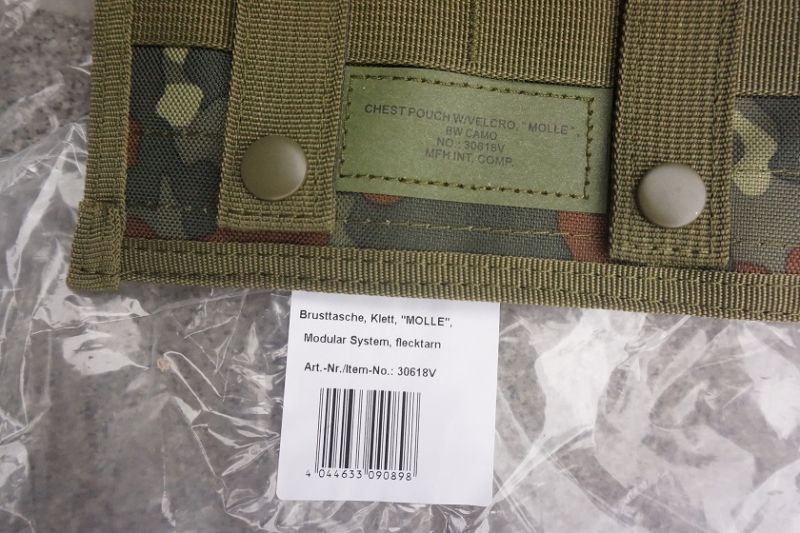 CHEST POUCH W/VELCRO, "MOLLE",
BW CAMO
NO.: 30618V
MFH INT. COMP.
Brusttasche, Klett, "MOLLE",
Modular System, flecktarn
Art.-Nr./Item-No.: 30618V
4 044633 090898